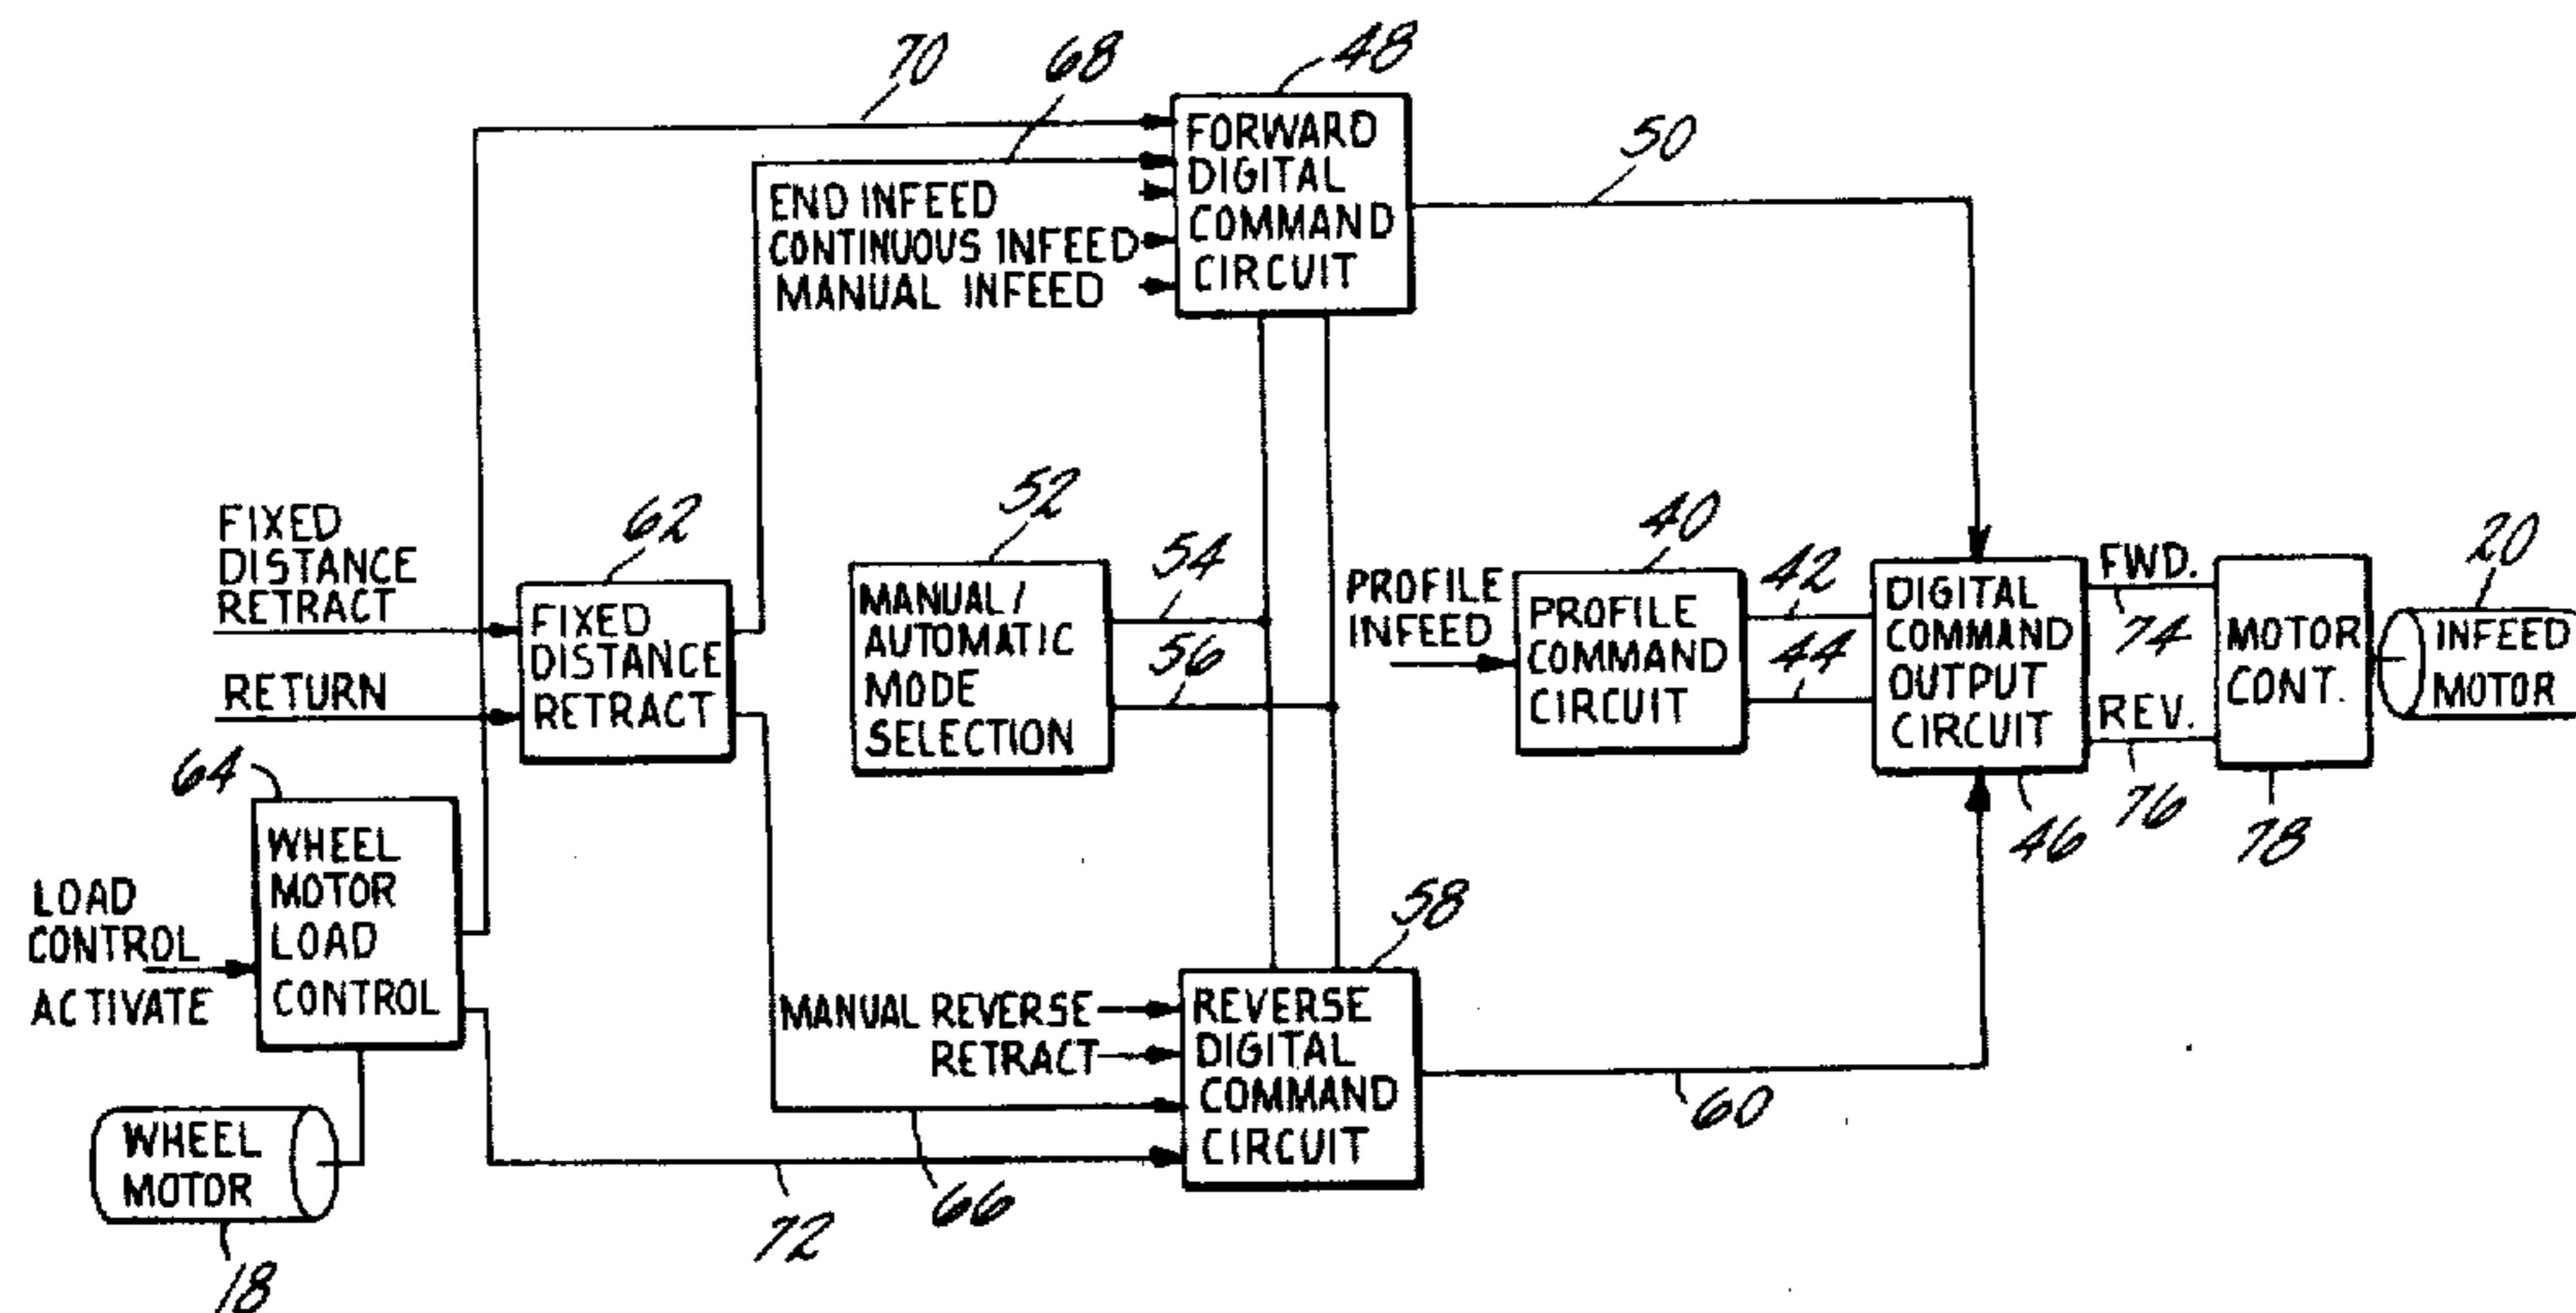 70
68
48
FORWARD
DIGITAL
COMMAND
CIRCUIT
END INFEED
CONTINUOUS INFEED
MANUAL INFEED
50
FIXED
DISTANCE
RETRACT
RETURN
62
FIXED
DISTANCE
RETRACT
52
MANUAL/
AUTOMATIC
MODE
SELECTION
54
56
PROFILE
INFEED
40
PROFILE
COMMAND
CIRCUIT
42
44
DIGITAL
COMMAND
OUTPUT
CIRCUIT
46
FWD.
74
REV.
76
MOTOR
CONT.
78
20
INFEED
MOTOR
64
WHEEL
MOTOR
LOAD
CONTROL
LOAD
CONTROL
ACTIVATE
WHEEL
MOTOR
18
MANUAL REVERSE
RETRACT
58
REVERSE
DIGITAL
COMMAND
CIRCUIT
66
72
60